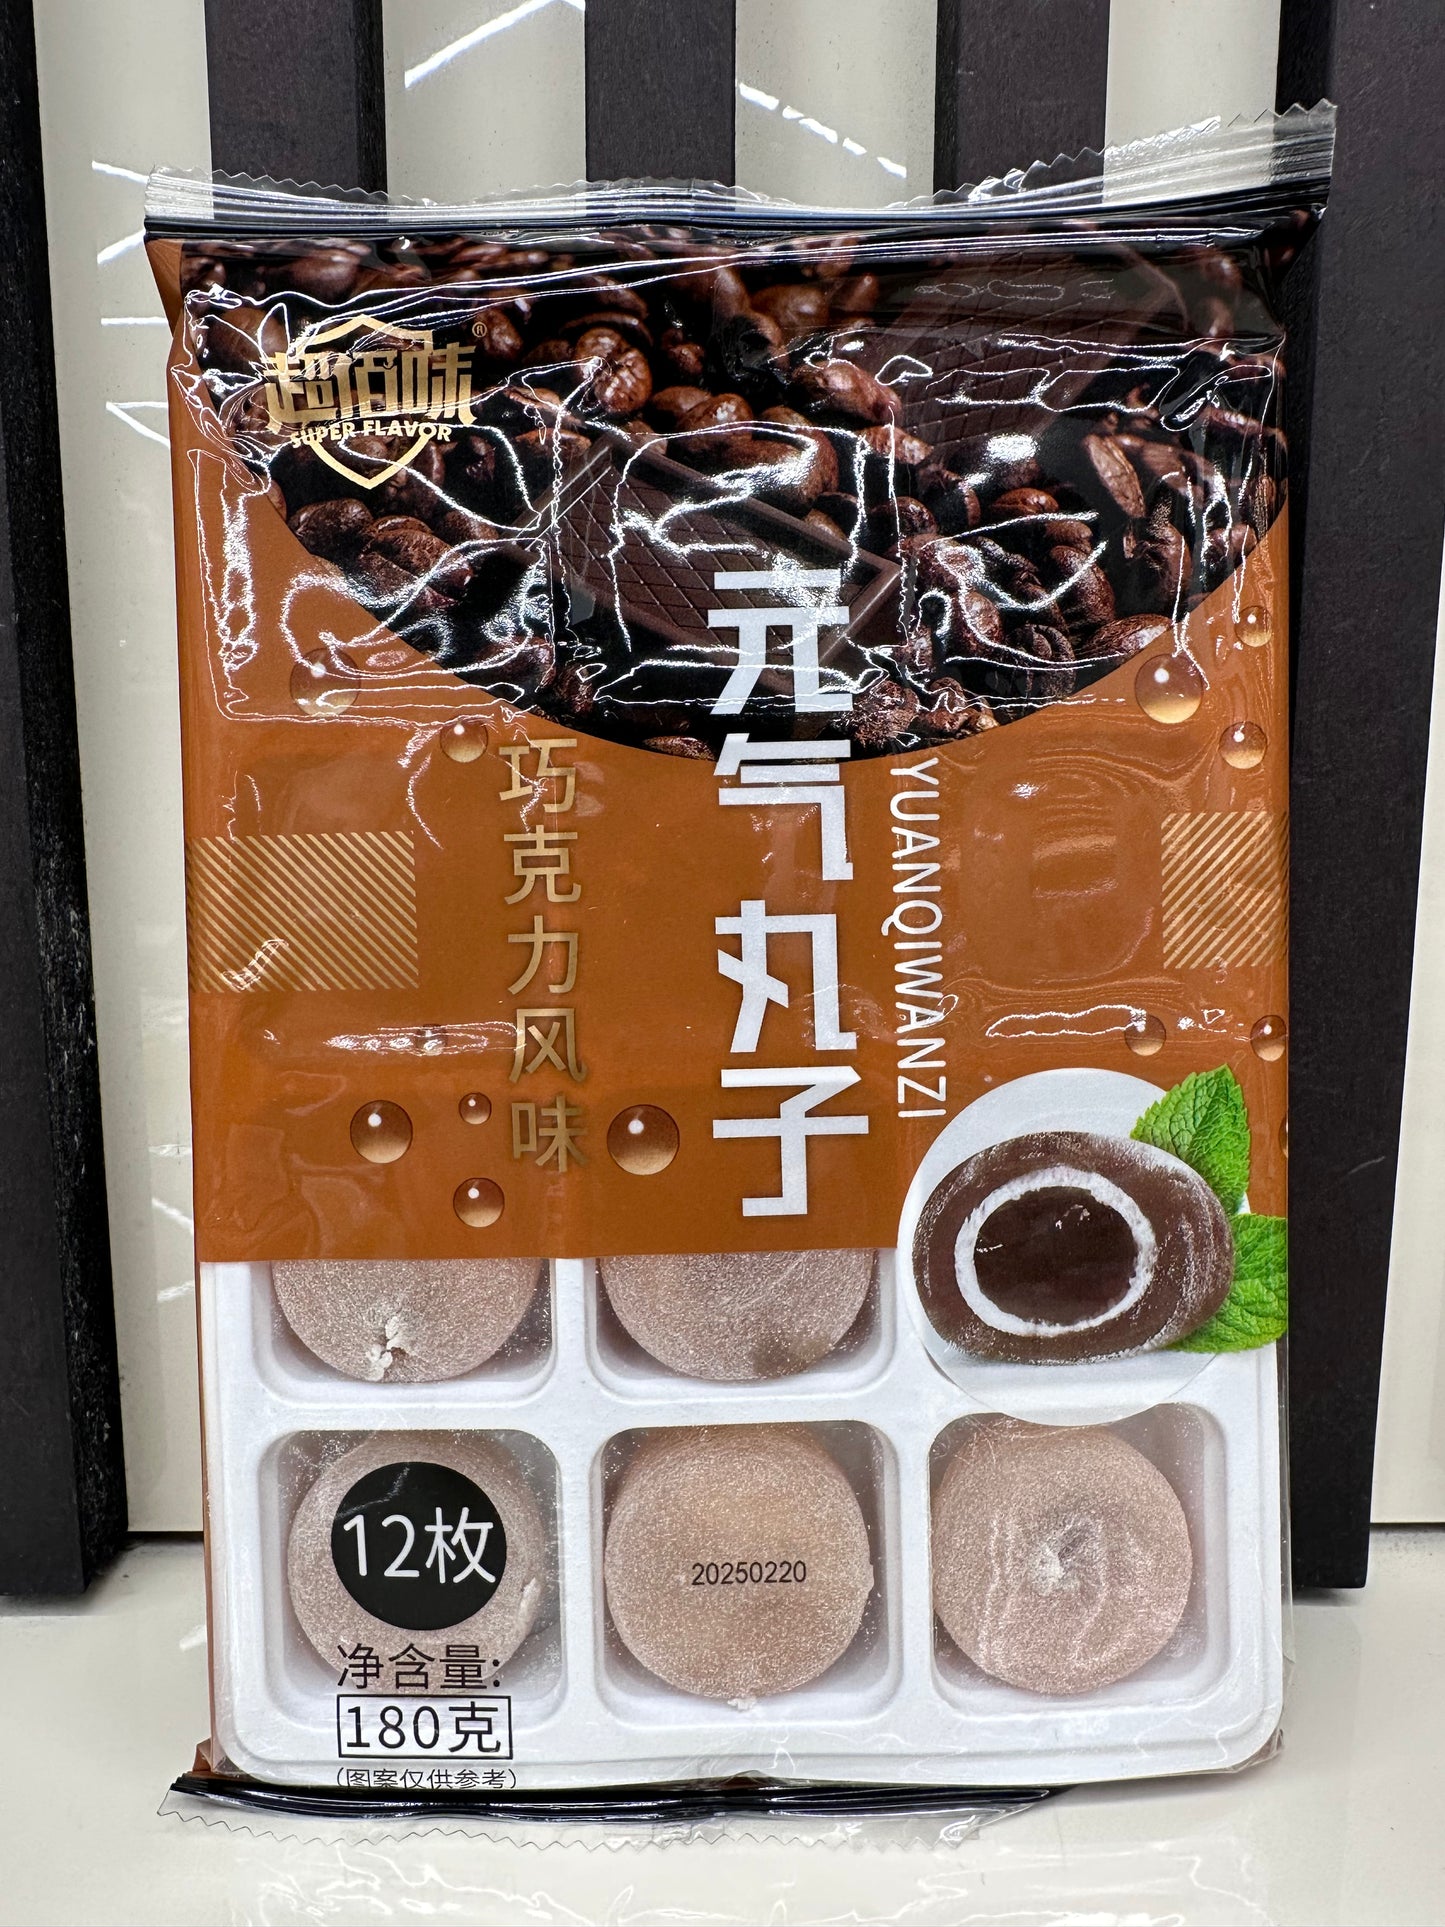 超佰味®
SUPER FLAVOR
元气丸子
YUANQIWANZI
巧克力风味
12枚
20250220
净含量:
180克
(图案仅供参考)